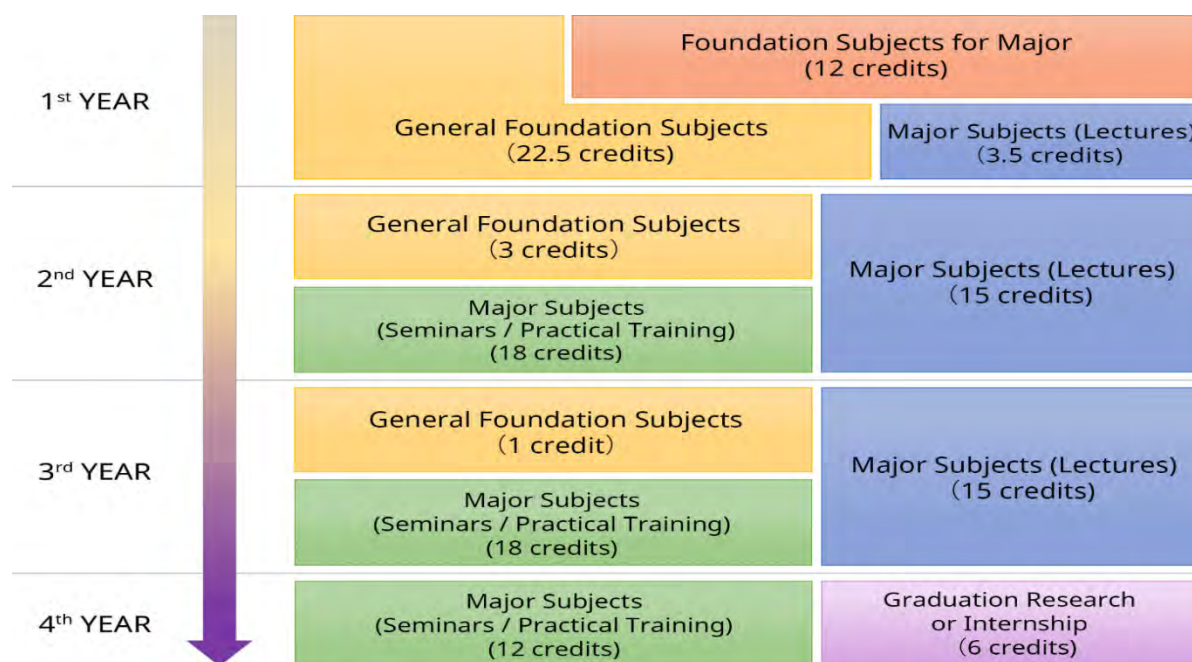 1st YEAR
Foundation Subjects for Major
(12 credits)
General Foundation Subjects
（22.5 credits)
Major Subjects (Lectures)
（3.5 credits)
2nd YEAR
General Foundation Subjects
（3 credits）
Major Subjects
(Seminars / Practical Training)
(18 credits)
Major Subjects (Lectures)
（15 credits)
3rd YEAR
General Foundation Subjects
（1 credit）
Major Subjects
(Seminars / Practical Training)
(18 credits)
Major Subjects (Lectures)
（15 credits)
4th YEAR
Major Subjects
(Seminars / Practical Training)
(12 credits)
Graduation Research
or Internship
(6 credits)